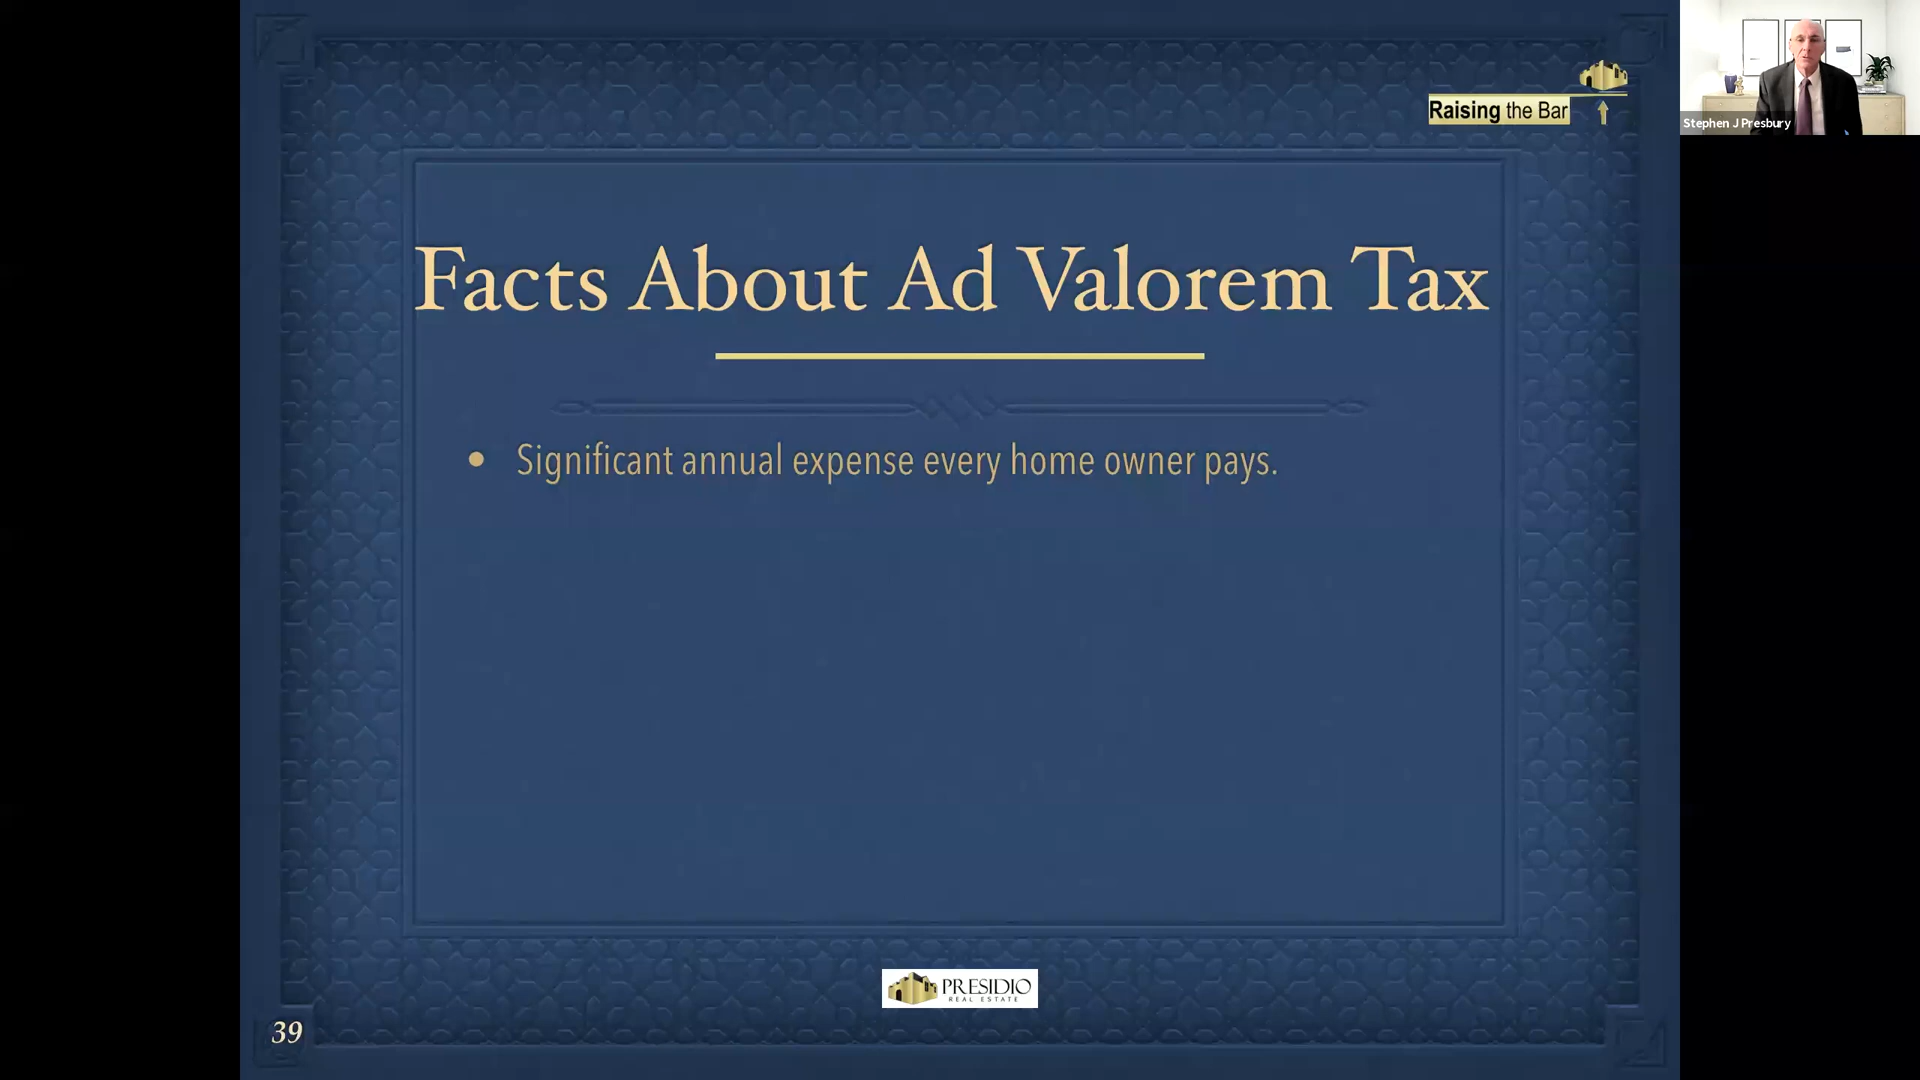 Raising the Bar
Stephen J Presbury
Facts About Ad Valorem Tax
• Significant annual expense every home owner pays.
PRESIDIO
REAL ESTATE
39